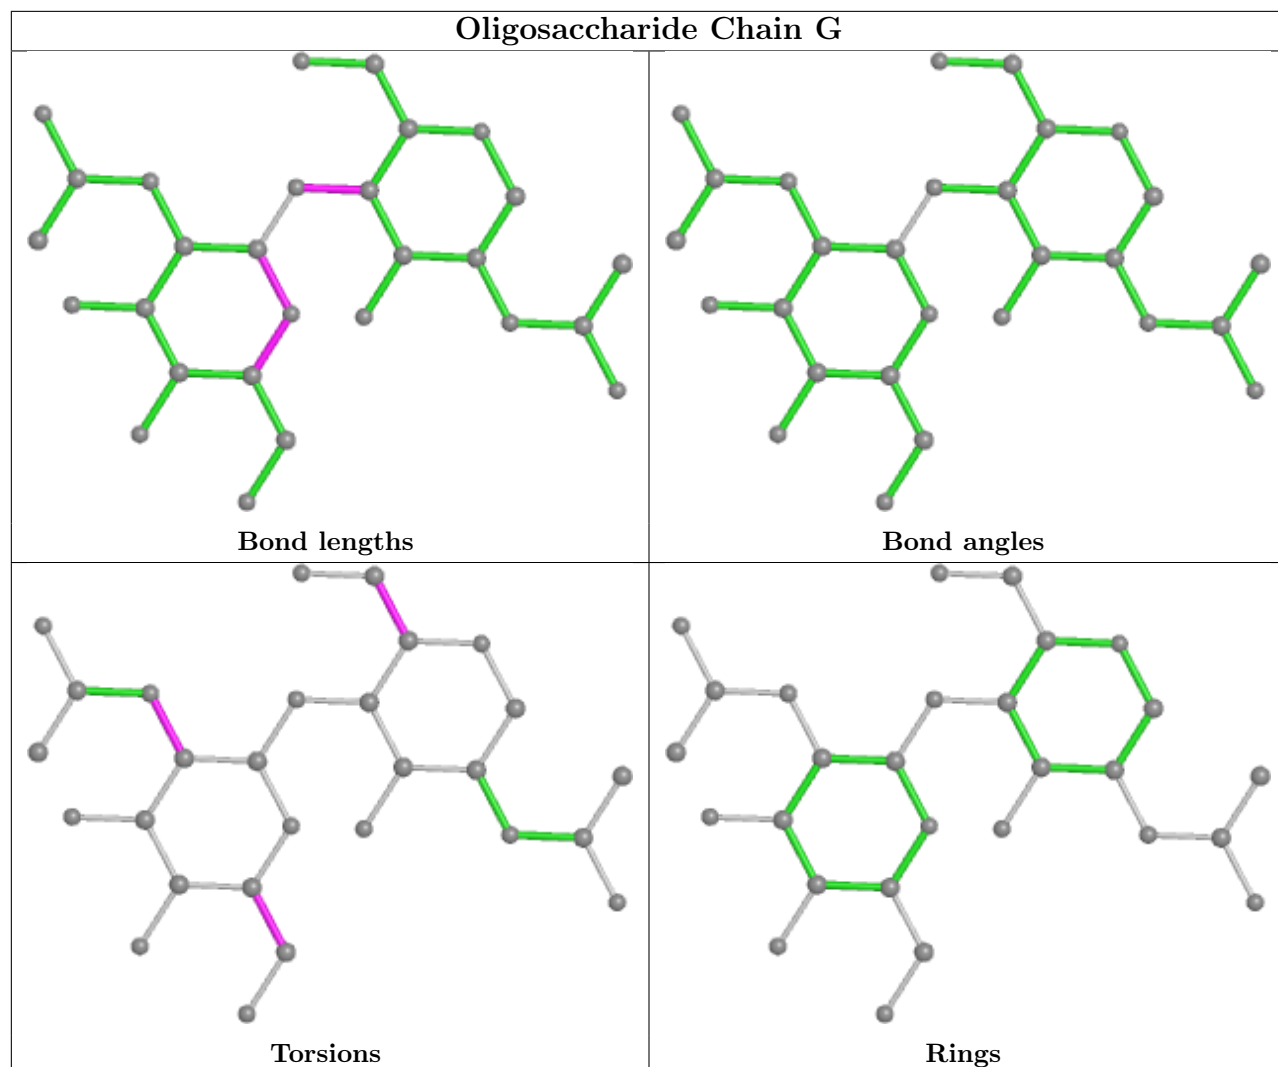 Oligosaccharide Chain G
Bond lengths
Bond angles
Torsions
Rings